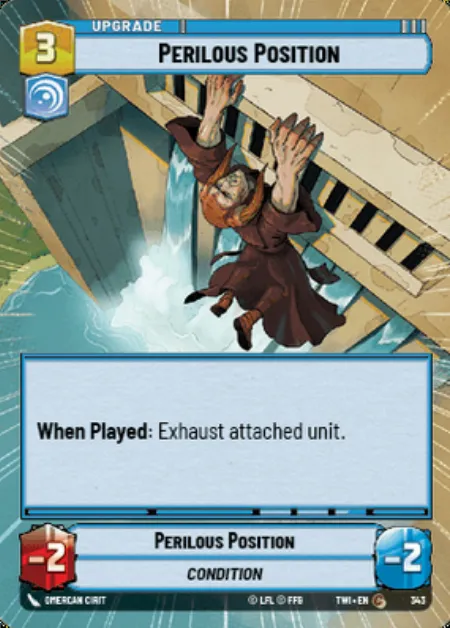 UPGRADE
3
PERILOUS POSITION
When Played: Exhaust attached unit.
-2
PERILOUS POSITION
-2
CONDITION
OMERCAN CIRIT
© LFL © FFG
TWI • EN
C
343